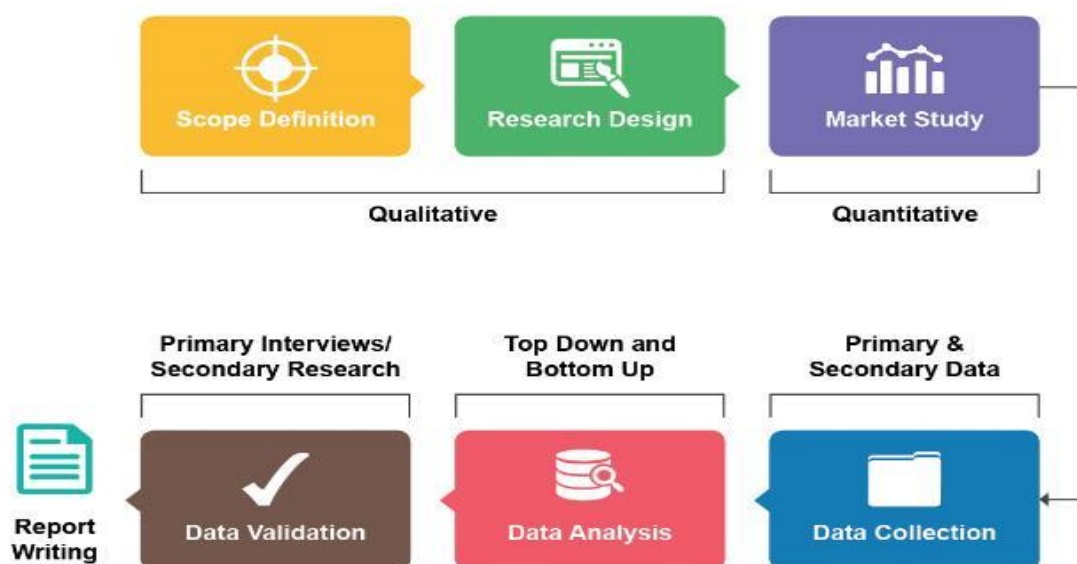 Scope Definition
Research Design
Market Study
Qualitative
Quantitative
Primary Interviews/
Secondary Research
Top Down and
Bottom Up
Primary &
Secondary Data
Report
Writing
Data Validation
Data Analysis
Data Collection